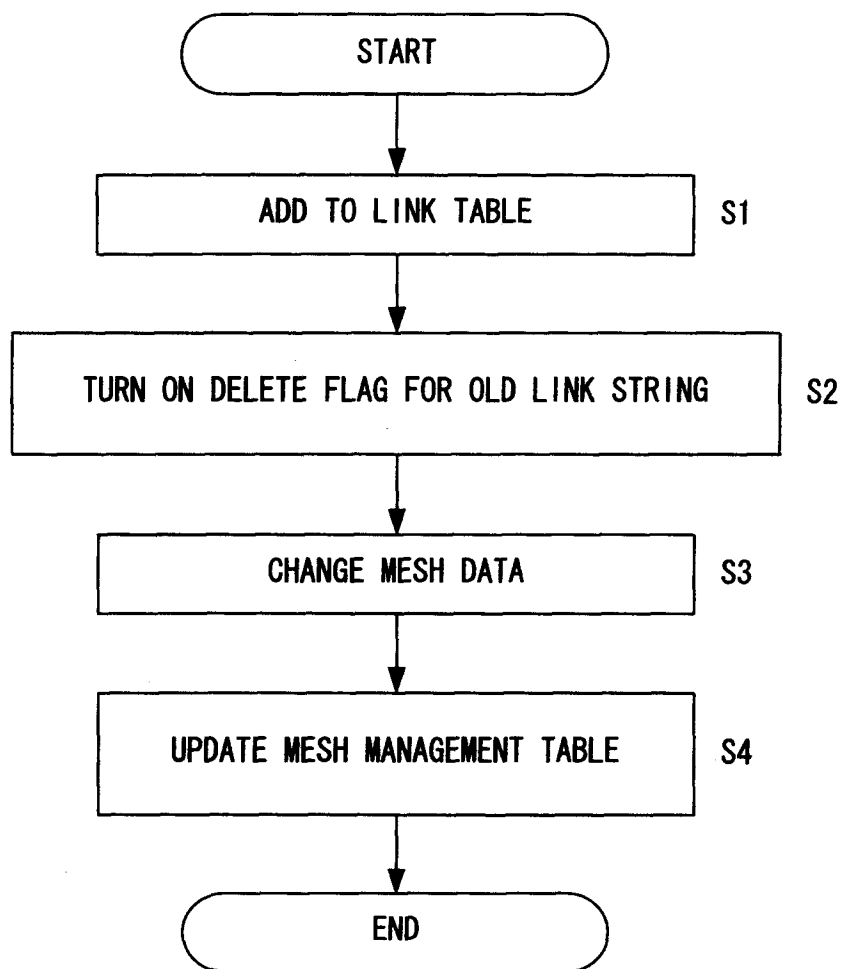 START
ADD TO LINK TABLE S1
TURN ON DELETE FLAG FOR OLD LINK STRING S2
CHANGE MESH DATA S3
UPDATE MESH MANAGEMENT TABLE S4
END